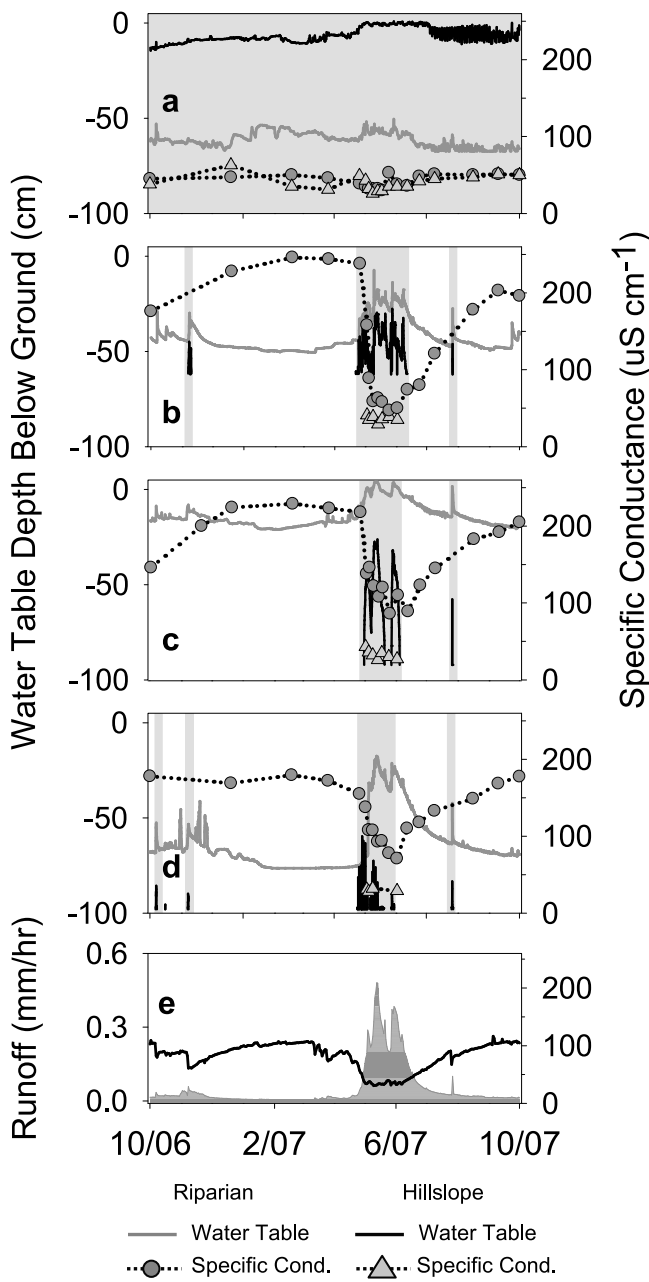 0
-50
-100
a
200
100
0
0
-50
-100
b
200
100
0
0
-50
-100
c
200
100
0
0
-50
-100
d
200
100
0
Water Table Depth Below Ground (cm)
Specific Conductance (uS cm-1)
0.6
0.3
0.0
e
200
100
0
Runoff (mm/hr)
10/06 2/07 6/07 10/07
Riparian Hillslope
Water Table Water Table
Specific Cond. Specific Cond.